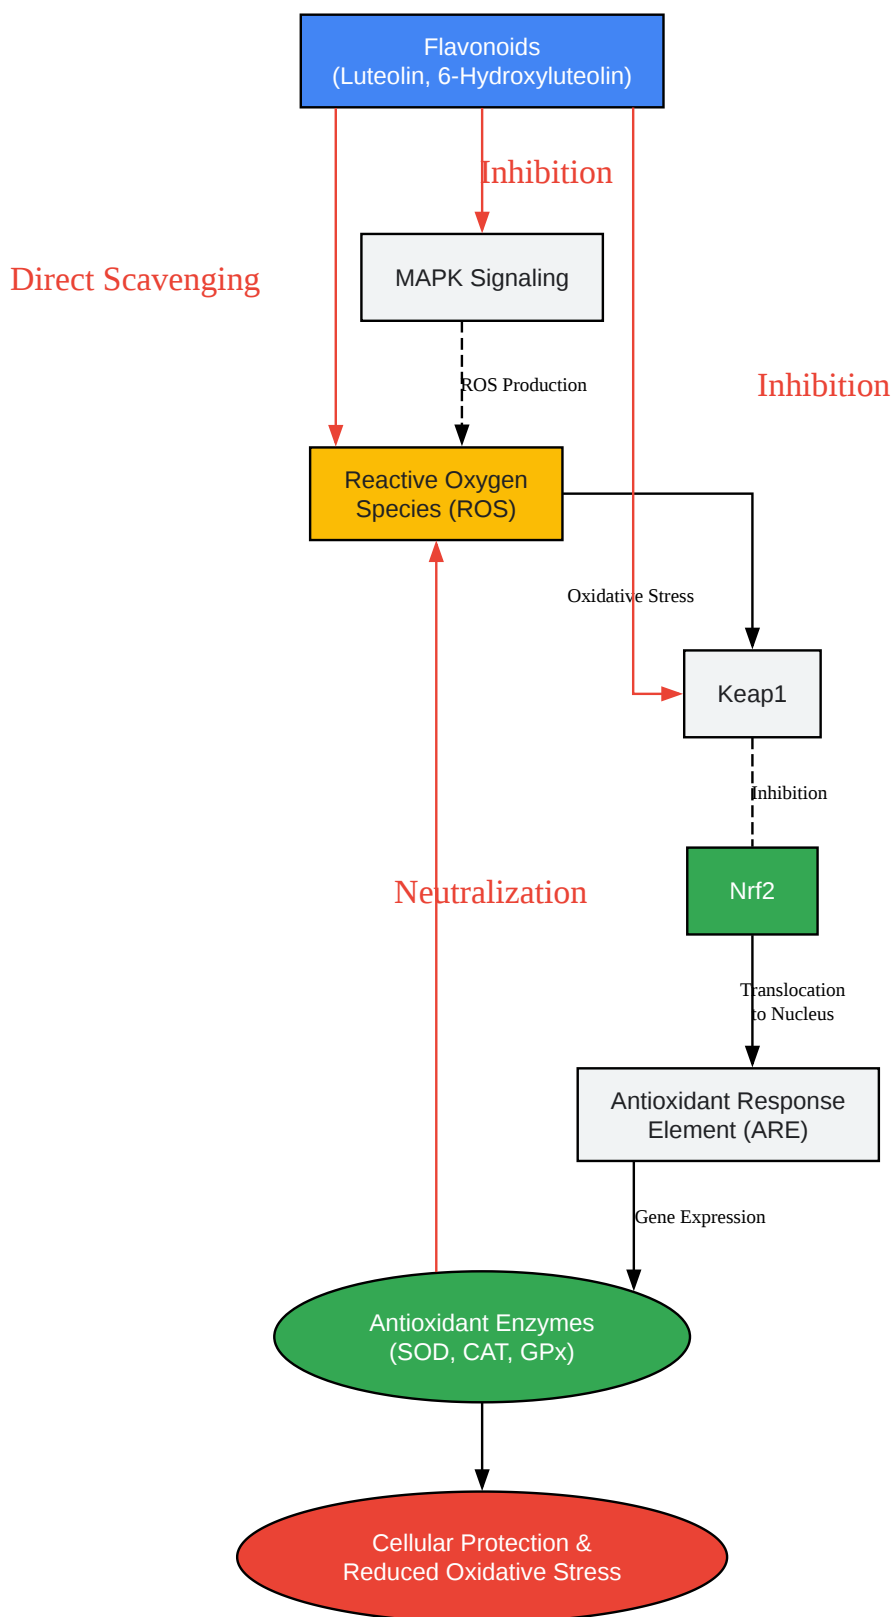 Flavonoids
(Luteolin, 6-Hydroxyluteolin)
Inhibition
Direct Scavenging
MAPK Signaling
ROS Production
Inhibition
Reactive Oxygen
Species (ROS)
Oxidative Stress
Keap1
Inhibition
Neutralization
Nrf2
Translocation
to Nucleus
Antioxidant Response
Element (ARE)
Gene Expression
Antioxidant Enzymes
(SOD, CAT, GPx)
Cellular Protection &
Reduced Oxidative Stress